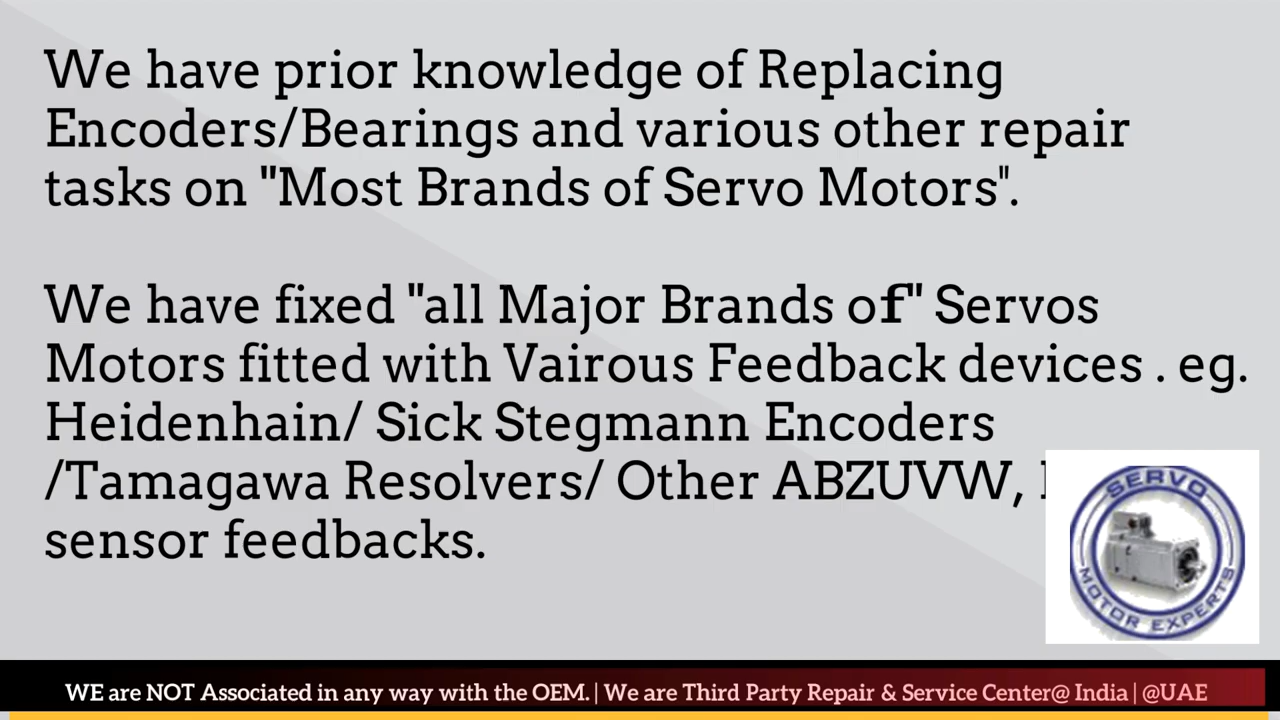 We have prior knowledge of Replacing
Encoders/Bearings and various other repair
tasks on "Most Brands of Servo Motors".
We have fixed "all Major Brands of" Servos
Motors fitted with Vairous Feedback devices . eg.
Heidenhain/ Sick Stegmann Encoders
/Tamagawa Resolvers/ Other ABZUVW,
sensor feedbacks.
SERVO
MOTOR EXPERTS
WE are NOT Associated in any way with the OEM. | We are Third Party Repair & Service Center@ India | @UAE